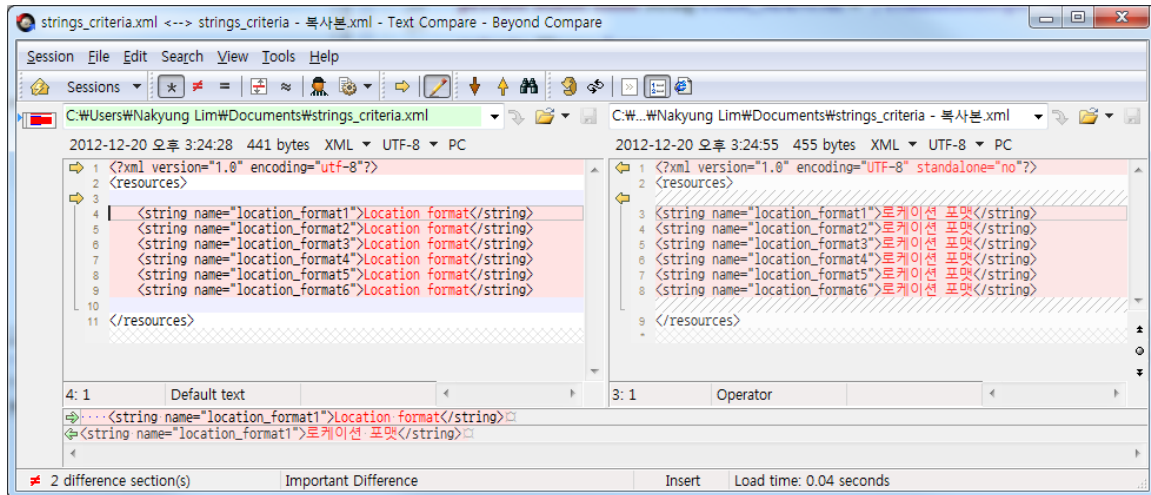 strings_criteria.xml <--> strings_criteria - 복사본.xml - Text Compare - Beyond Compare
Session File Edit Search View Tools Help
Sessions
C:₩Users₩Nakyung Lim₩Documents₩strings_criteria.xml
2012-12-20 오후 3:24:28 441 bytes XML UTF-8 PC
1 <?xml version="1.0" encoding="utf-8"?>
2 <resources>
3
4 <string name="location_format1">Location format</string>
5 <string name="location_format2">Location format</string>
6 <string name="location_format3">Location format</string>
7 <string name="location_format4">Location format</string>
8 <string name="location_format5">Location format</string>
9 <string name="location_format6">Location format</string>
10
11 </resources>
4: 1 Default text
C:₩...₩Nakyung Lim₩Documents₩strings_criteria - 복사본.xml
2012-12-20 오후 3:24:55 455 bytes XML UTF-8 PC
1 <?xml version="1.0" encoding="UTF-8" standalone="no"?>
2 <resources>
3 <string name="location_format1">로케이션 포맷</string>
4 <string name="location_format2">로케이션 포맷</string>
5 <string name="location_format3">로케이션 포맷</string>
6 <string name="location_format4">로케이션 포맷</string>
7 <string name="location_format5">로케이션 포맷</string>
8 <string name="location_format6">로케이션 포맷</string>
9 </resources>
3: 1 Operator
····<string·name="location_format1">Location·format</string>¤
<string·name="location_format1">로케이션·포맷</string>¤
2 difference section(s) Important Difference Insert Load time: 0.04 seconds